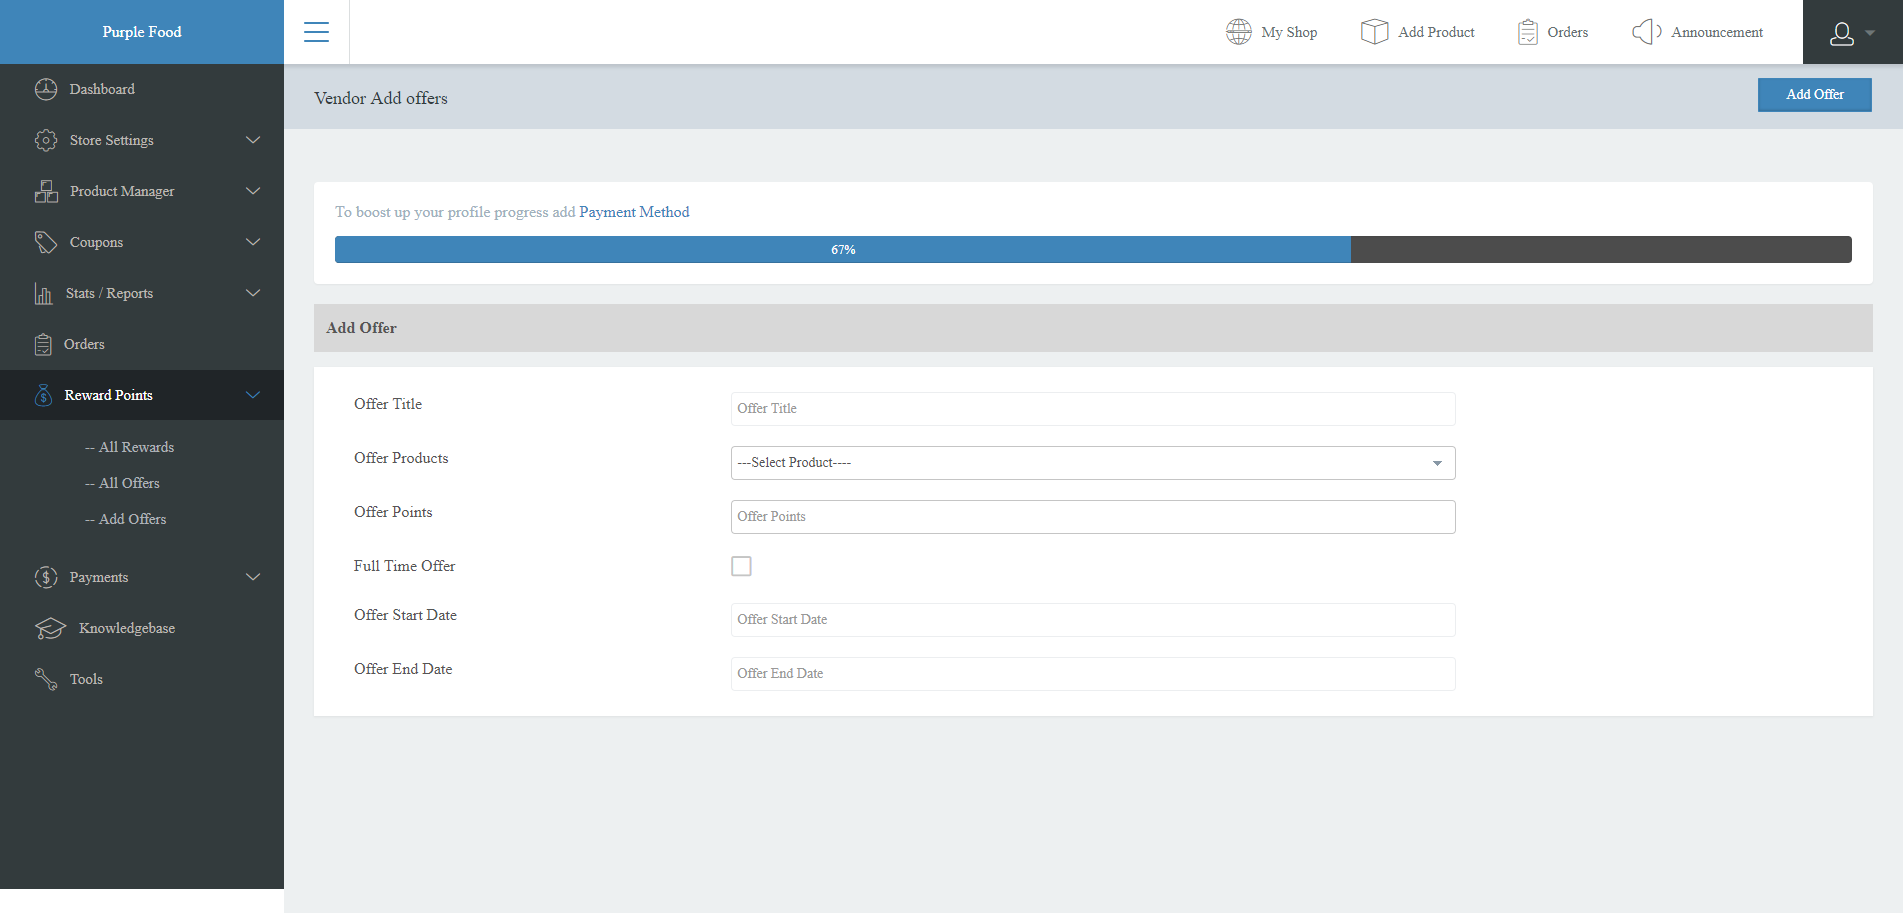 Purple Food
My Shop
Add Product
Orders
Announcement
Dashboard
Store Settings
Product Manager
Coupons
Stats / Reports
Orders
Reward Points
-- All Rewards
-- All Offers
-- Add Offers
Payments
Knowledgebase
Tools
Vendor Add offers
Add Offer
To boost up your profile progress add Payment Method
67%
Add Offer
Offer Title
Offer Title
Offer Products
---Select Product----
Offer Points
Offer Points
Full Time Offer
Offer Start Date
Offer Start Date
Offer End Date
Offer End Date